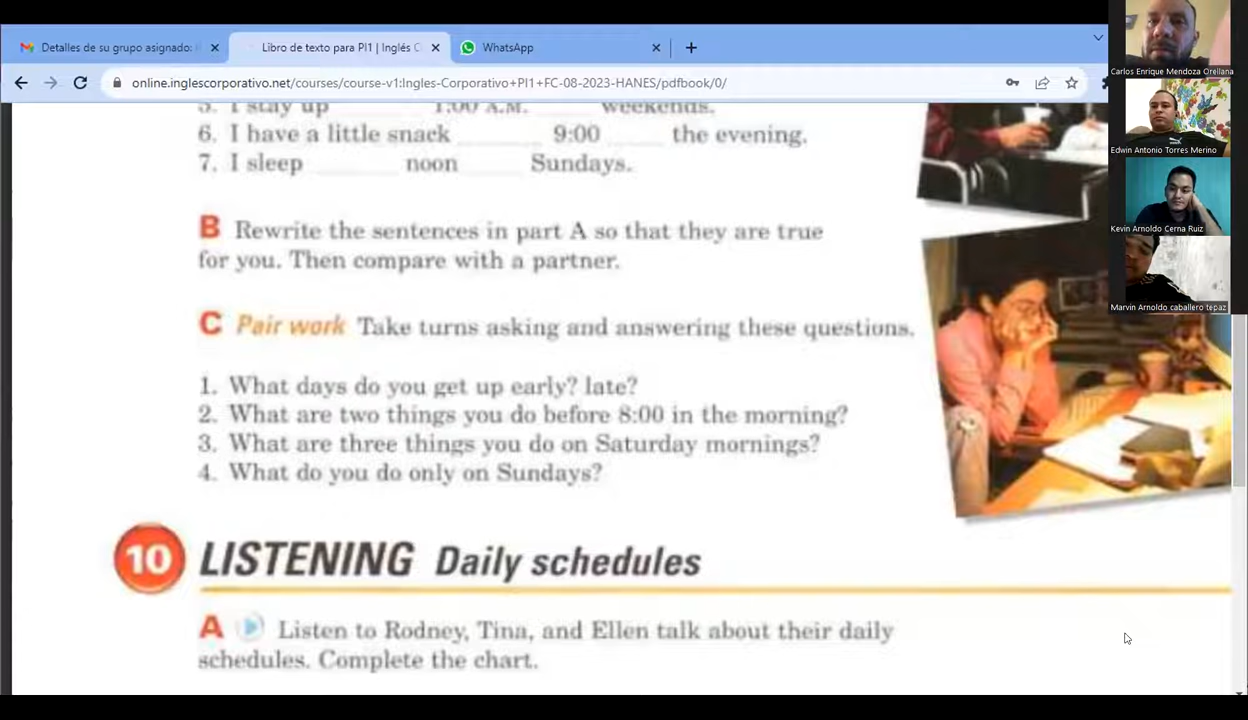 Detalles de su grupo asignado:
Libro de texto para PI1 | Inglés C
WhatsApp
online.inglescorporativo.net/courses/course-v1:Ingles-Corporativo+PI1+FC-08-2023-HANES/pdfbook/0/
Carlos Enrique Mendoza Orellana
Edwin Antonio Torres Merino
Kevin Arnoldo Cerna Ruiz
Marvin Arnoldo caballero tepaz
5. I stay up 1:00 A.M. weekends.
6. I have a little snack 9:00 the evening.
7. I sleep noon Sundays.
B Rewrite the sentences in part A so that they are true
for you. Then compare with a partner.
C Pair work Take turns asking and answering these questions.
1. What days do you get up early? late?
2. What are two things you do before 8:00 in the morning?
3. What are three things you do on Saturday mornings?
4. What do you do only on Sundays?
10 LISTENING Daily schedules
A Listen to Rodney, Tina, and Ellen talk about their daily
schedules. Complete the chart.